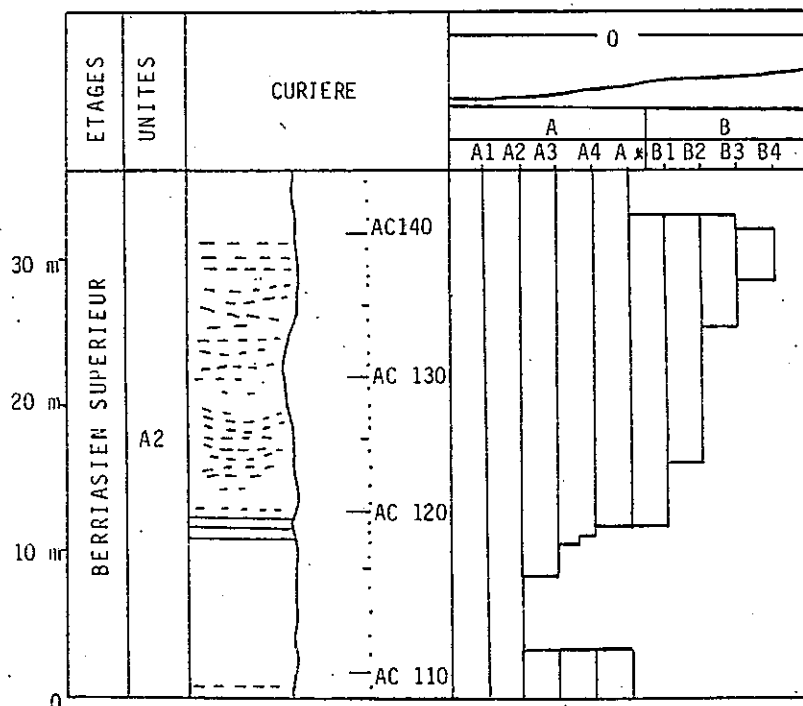 ETAGES
UNITES
CURIERE
O
A B
A1 A2 A3 A4 A* B1 B2 B3 B4
AC140
30 m
AC 130
20 m
BERRIASIEN SUPERIEUR
A2
AC 120
10 m
AC 110
0